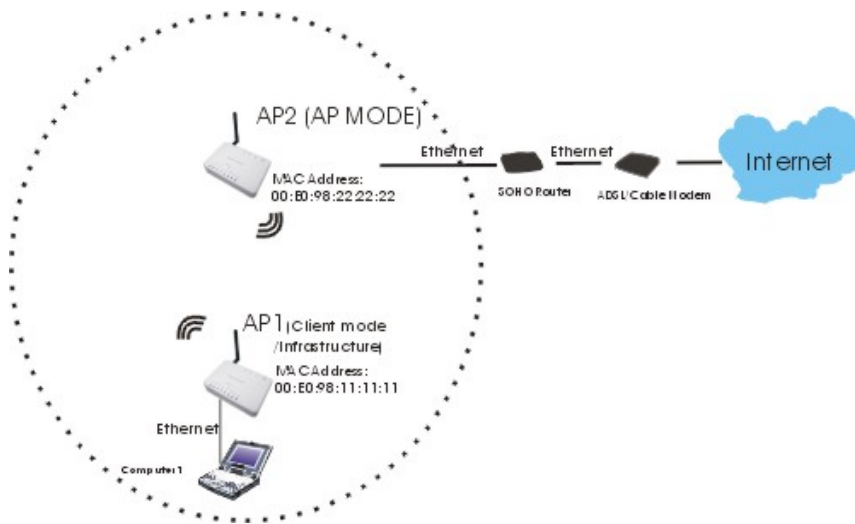 AP2 (AP MODE)
MAC Address:
00:E0:98:22:22:22
Ethernet
SOHO Router
Ethernet
ADSL/Cable Modem
Internet
AP1 (Client mode
/Infrastructure)
MAC Address:
00:E0:98:11:11:11
Ethernet
Computer 1